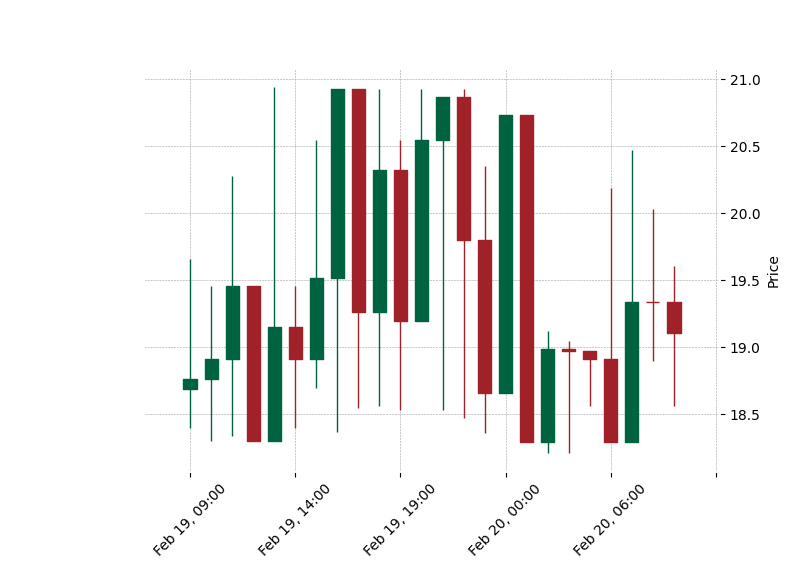 21.0
20.5
20.0
19.5
19.0
18.5
Price
Feb 19, 09:00
Feb 19, 14:00
Feb 19, 19:00
Feb 20, 00:00
Feb 20, 06:00